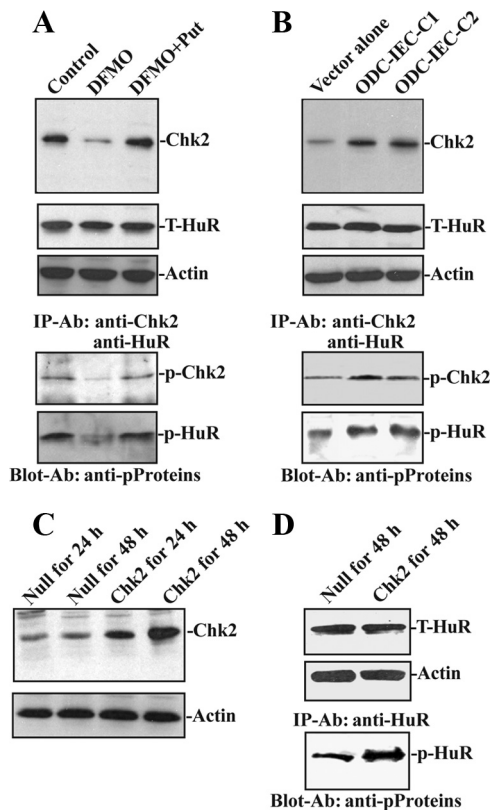 A
Control
DFMO
DFMO+Put
-Chk2
-T-HuR
-Actin
IP-Ab: anti-Chk2
anti-HuR
-p-Chk2
-p-HuR
Blot-Ab: anti-pProteins
B
Vector alone
ODC-IEC-C1
ODC-IEC-C2
-Chk2
-T-HuR
-Actin
IP-Ab: anti-Chk2
anti-HuR
-p-Chk2
-p-HuR
Blot-Ab: anti-pProteins
C
Null for 24 h
Null for 48 h
Chk2 for 24 h
Chk2 for 48 h
-Chk2
-Actin
D
Null for 48 h
Chk2 for 48 h
-T-HuR
-Actin
IP-Ab: anti-HuR
-p-HuR
Blot-Ab: anti-pProteins